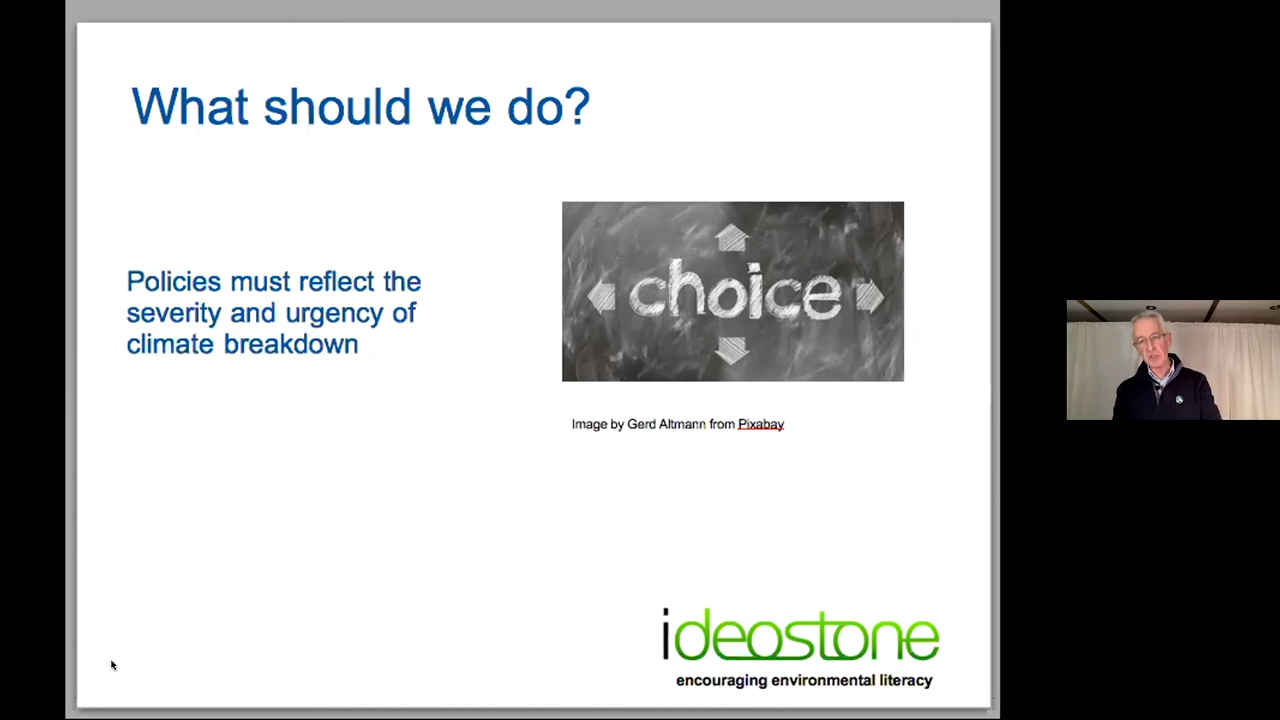 What should we do?
Policies must reflect the
severity and urgency of
climate breakdown
choice
Image by Gerd Altmann from Pixabay
ideostone
encouraging environmental literacy